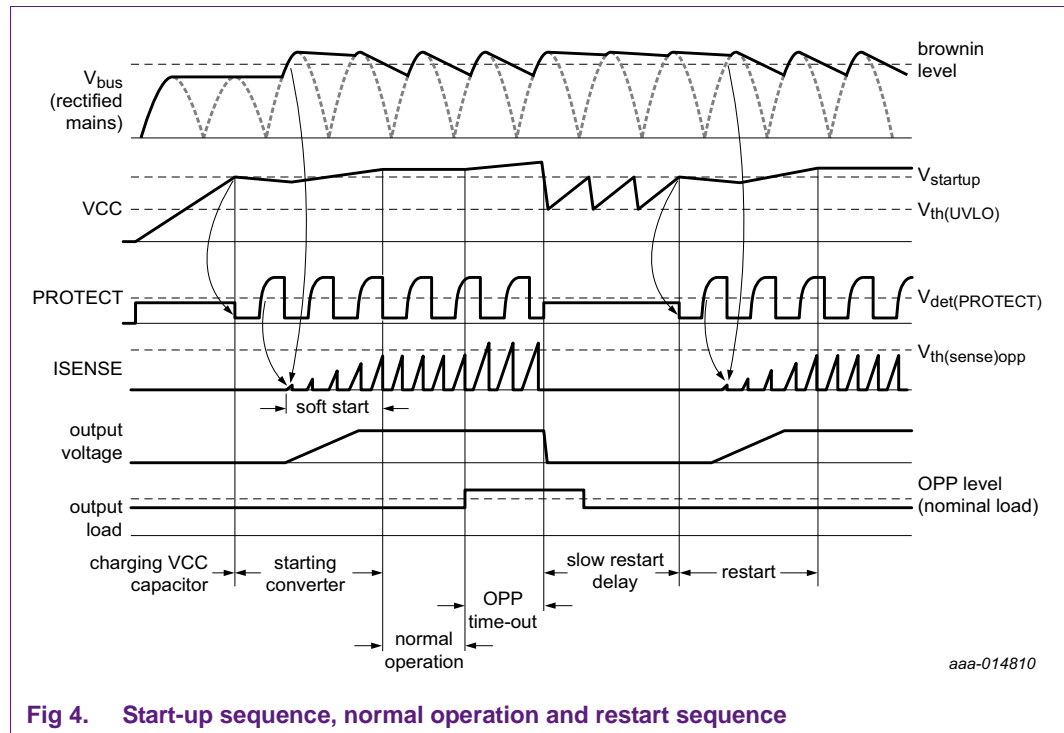 brownin
level
Vbus
(rectified
mains)
Vstartup
VCC
Vth(UVLO)
PROTECT
Vdet(PROTECT)
Vth(sense)opp
ISENSE
soft start
output
voltage
OPP level
(nominal load)
output
load
charging VCC
capacitor
starting
converter
slow restart
delay
restart
OPP
time-out
normal
operation
aaa-014810
Fig 4. Start-up sequence, normal operation and restart sequence